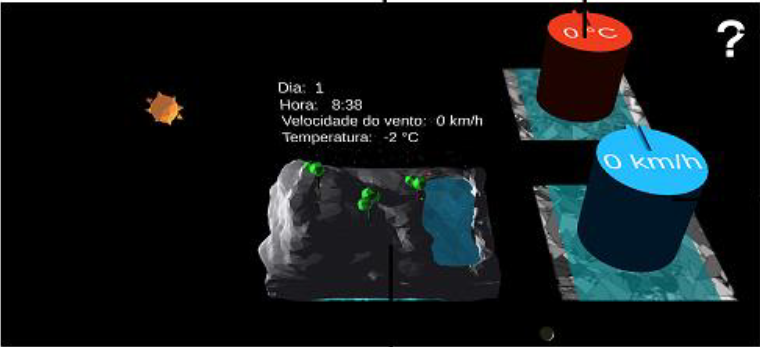 0 °C
?
Dia: 1
Hora: 8:38
Velocidade do vento: 0 km/h
Temperatura: -2 °C
0 km/h